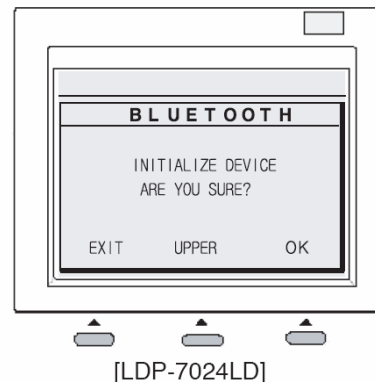 BLUETOOTH
INITIALIZE DEVICE
ARE YOU SURE?
EXIT UPPER OK
[LDP-7024LD]